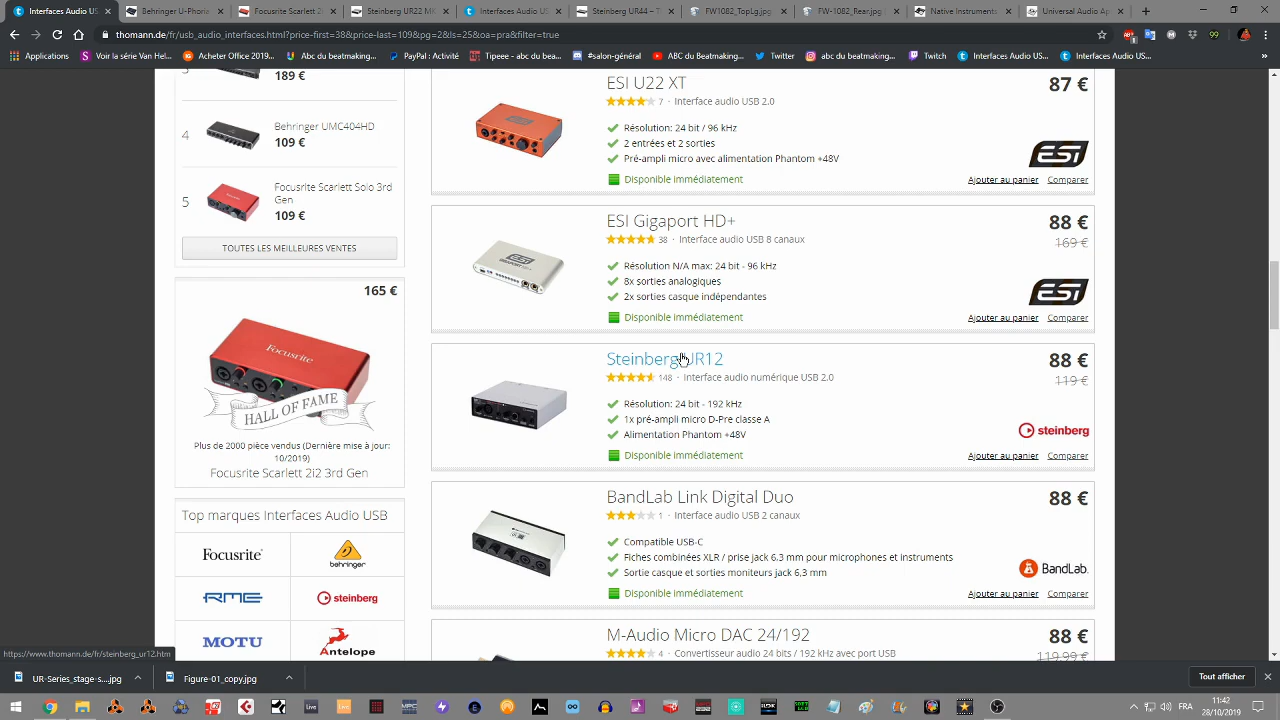 Interfaces Audio US
Behringer U-Phoria
Focusrite Scarlett 2i
Steinberg UR22 M
Interfaces Audio US
Steinberg UR44 – T
FW1082_Topjpg.jpg
FW-1082_Rear.jpg
Native Instruments
Universal Audio Ap
thomann.de/fr/usb_audio_interfaces.html?price-first=38&price-last=109&pg=2&ls=25&oa=pra&filter=true
Applications
Voir la série Van Hel...
Acheter Office 2019...
PayPal : Activité
Tipeee - abc du bea...
#salon-général
ABC du Beatmaking...
Twitter
abc du beatmaking...
Twitch
Interfaces Audio US...
Interfaces Audio US...
189 €
4
Behringer UMC404HD
109 €
5
Focusrite Scarlett Solo 3rd
Gen
109 €
TOUTES LES MEILLEURES VENTES
165 €
Focusrite
HALL OF FAME
Plus de 2000 pièce vendus (Dernière mise à jour:
10/2019)
Focusrite Scarlett 2i2 3rd Gen
Top marques Interfaces Audio USB
Focusrite
behringer
RME
steinberg
MOTU
Antelope
ESI U22 XT
87 €
7 · Interface audio USB 2.0
Résolution: 24 bit / 96 kHz
2 entrées et 2 sorties
Pré-ampli micro avec alimentation Phantom +48V
ESI
Disponible immédiatement
Ajouter au panier
Comparer
ESI Gigaport HD+
88 €
169 €
38 · Interface audio USB 8 canaux
Résolution N/A max: 24 bit - 96 kHz
8x sorties analogiques
2x sorties casque indépendantes
ESI
Disponible immédiatement
Ajouter au panier
Comparer
Steinberg UR12
88 €
119 €
148 · Interface audio numérique USB 2.0
Résolution: 24 bit - 192 kHz
1x pré-ampli micro D-Pre classe A
Alimentation Phantom +48V
steinberg
Disponible immédiatement
Ajouter au panier
Comparer
BandLab Link Digital Duo
88 €
1 · Interface audio USB 2 canaux
Compatible USB-C
Fiches combinées XLR / prise jack 6.3 mm pour microphones et instruments
Sortie casque et sorties moniteurs jack 6,3 mm
BandLab
Disponible immédiatement
Ajouter au panier
Comparer
M-Audio Micro DAC 24/192
88 €
119,99 €
4 · Convertisseur audio 24 bits / 192 kHz avec port USB
https://www.thomann.de/fr/steinberg_ur12.htm
UR-Series_stage-s....jpg
Figure-01_copy.jpg
Tout afficher
FRA
11:42
28/10/2019